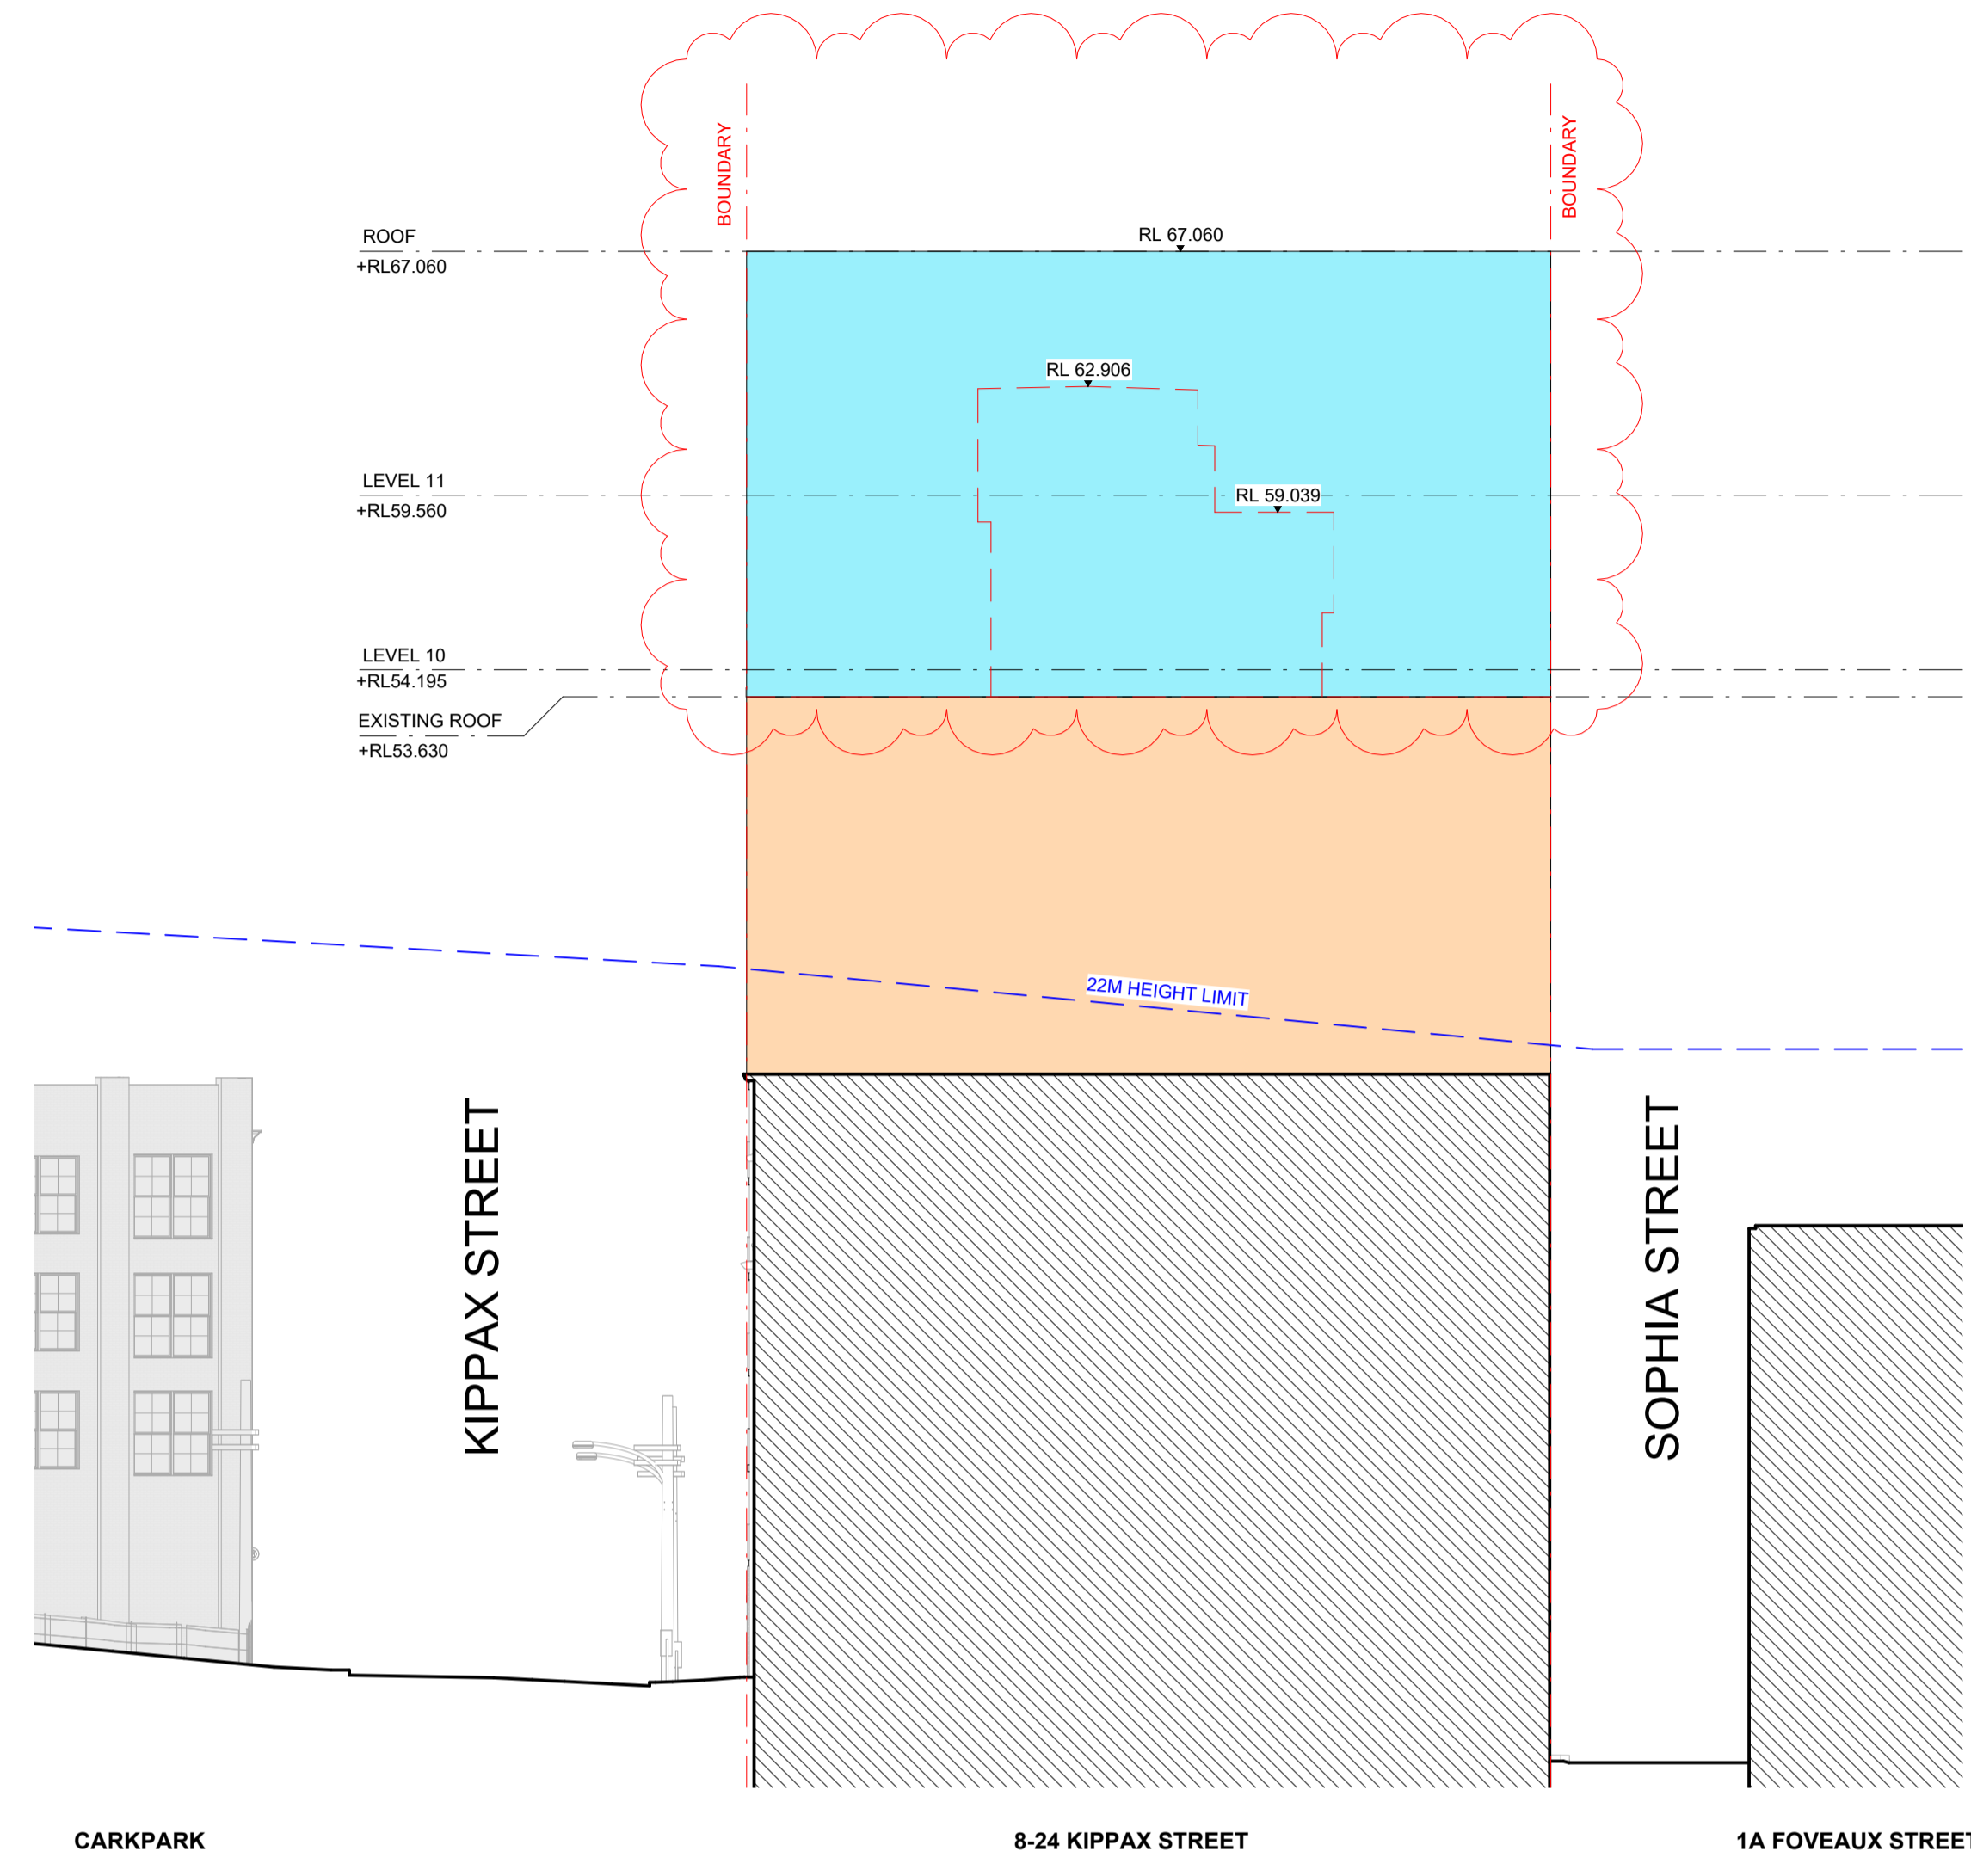 BOUNDARY
BOUNDARY
ROOF
+RL67.060
RL 67.060
RL 62.906
LEVEL 11
+RL59.560
RL 59.039
LEVEL 10
+RL54.195
EXISTING ROOF
+RL53.630
22M HEIGHT LIMIT
KIPPAX STREET
SOPHIA STREET
CARKPARK
8-24 KIPPAX STREET
1A FOVEAUX STREET